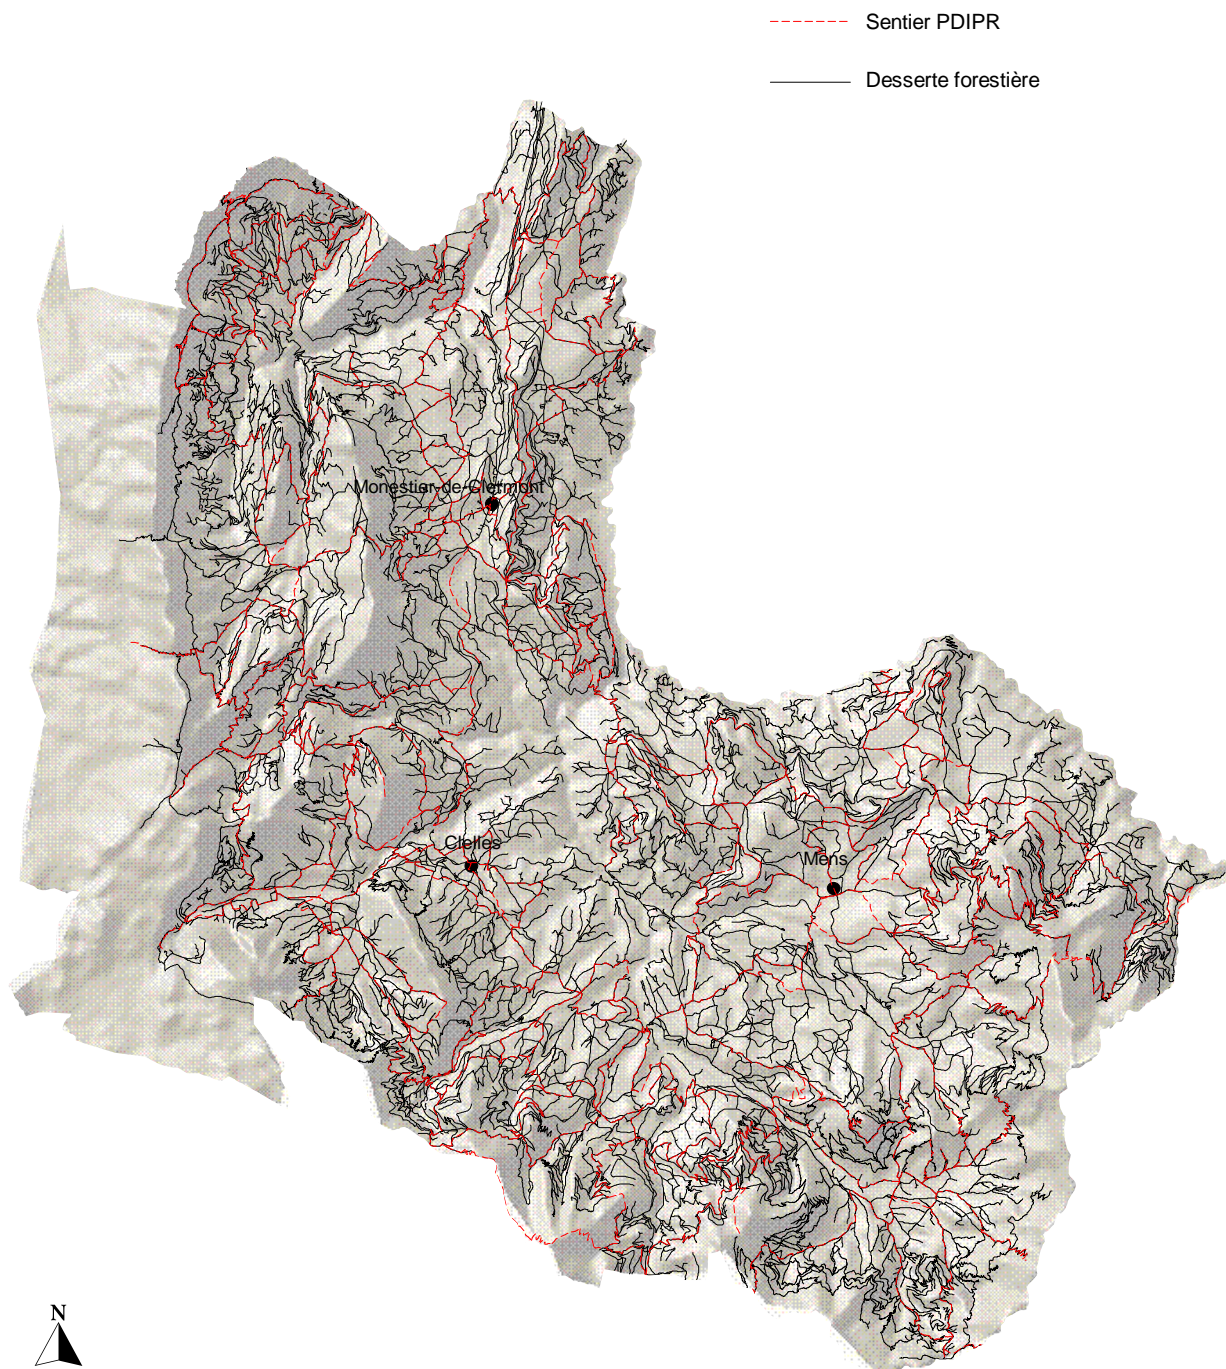 Sentier PDIPR
Desserte forestière
Monestier-de-Clermont
Clelles
Mens
N